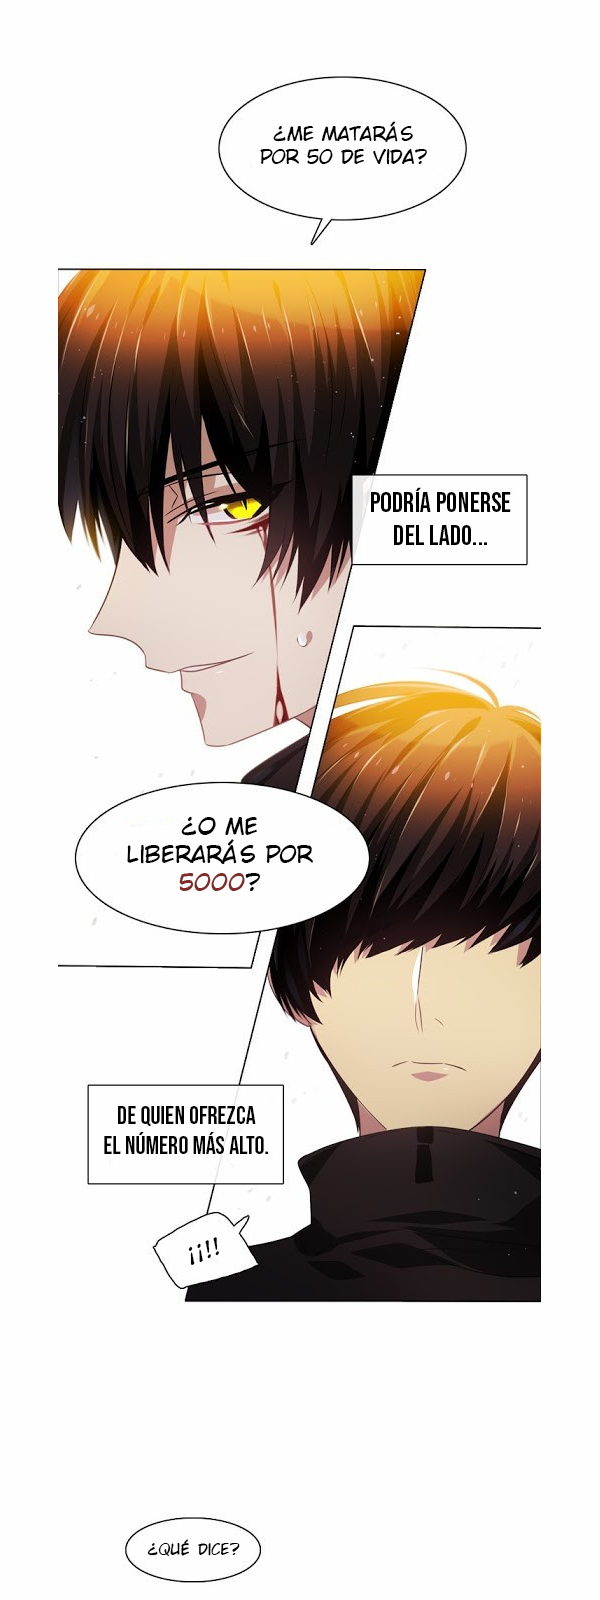 ¿ME MATARÁS
POR 50 DE VIDA?
PODRÍA PONERSE
DEL LADO...
¿O ME
LIBERARÁS POR
5000?
DE QUIEN OFREZCA
EL NÚMERO MÁS ALTO.
¡¡!!
¿QUÉ DICE?